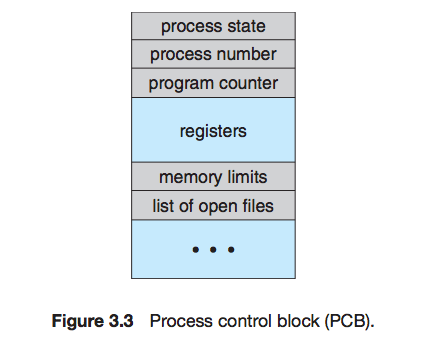 process state
process number
program counter
registers
memory limits
list of open files
• • •
Figure 3.3 Process control block (PCB).